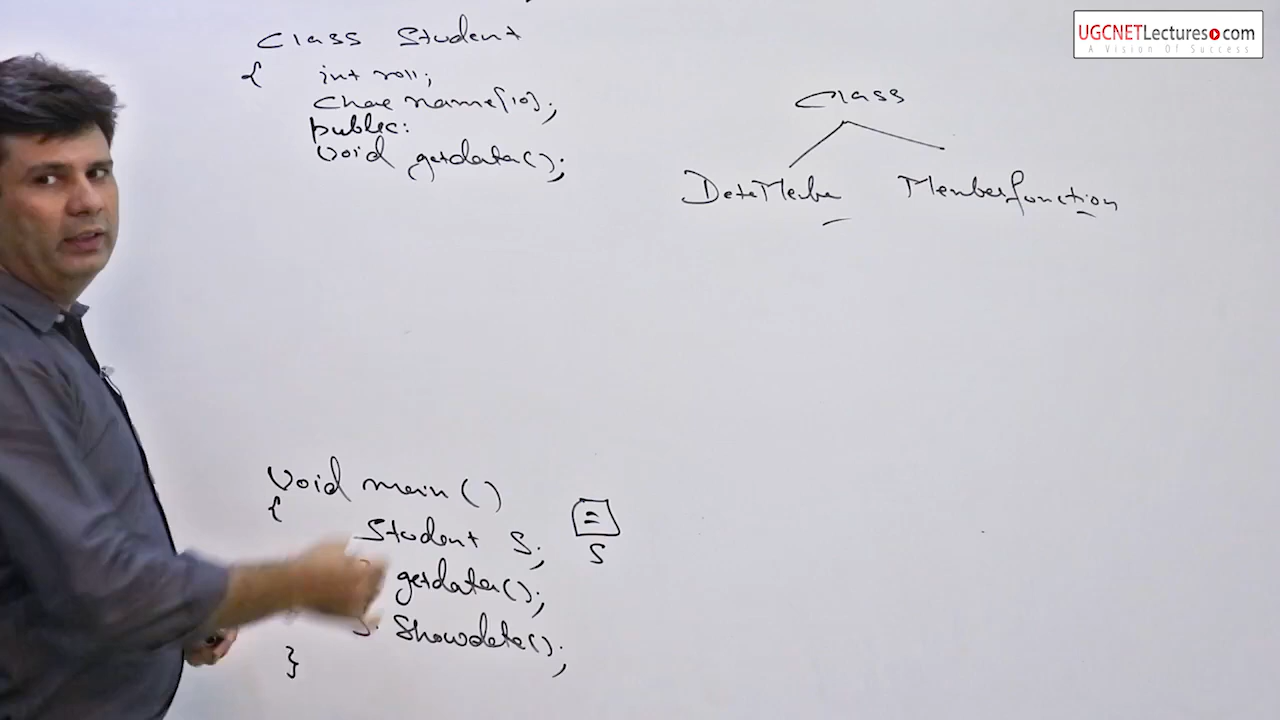 UGCNETLectures.com
A Vision Of Success
Class Student
{ int roll;
char name[10];
public:
void getdata();
Class
DataMember Memberfunction
void main()
{
Student S;
S
getdata();
S. Showdata();
}